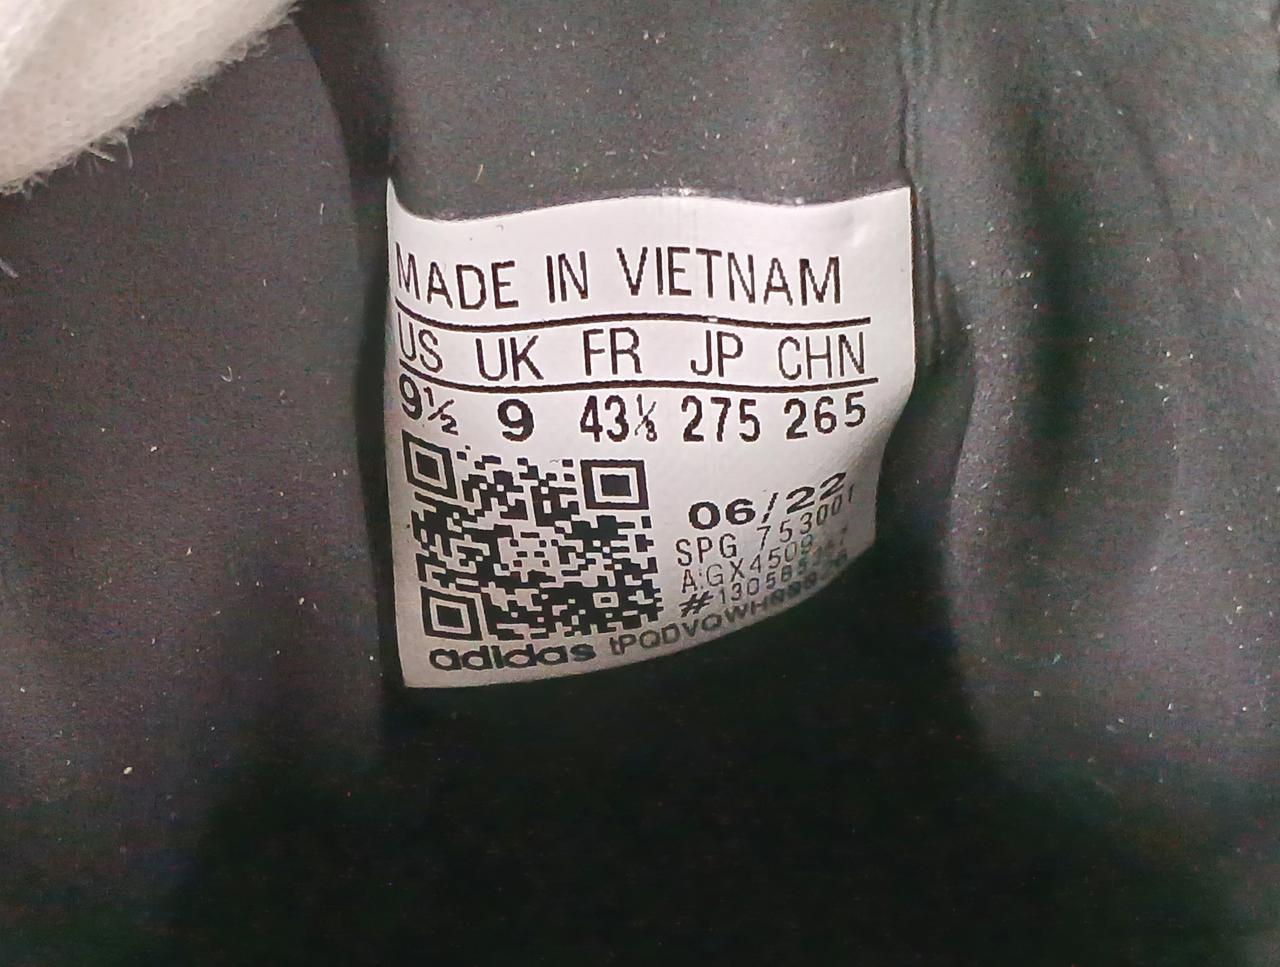 MADE IN VIETNAM
US UK FR JP CHN
9½ 9 43⅓ 275 265
06/22
SPG 753001
adidas